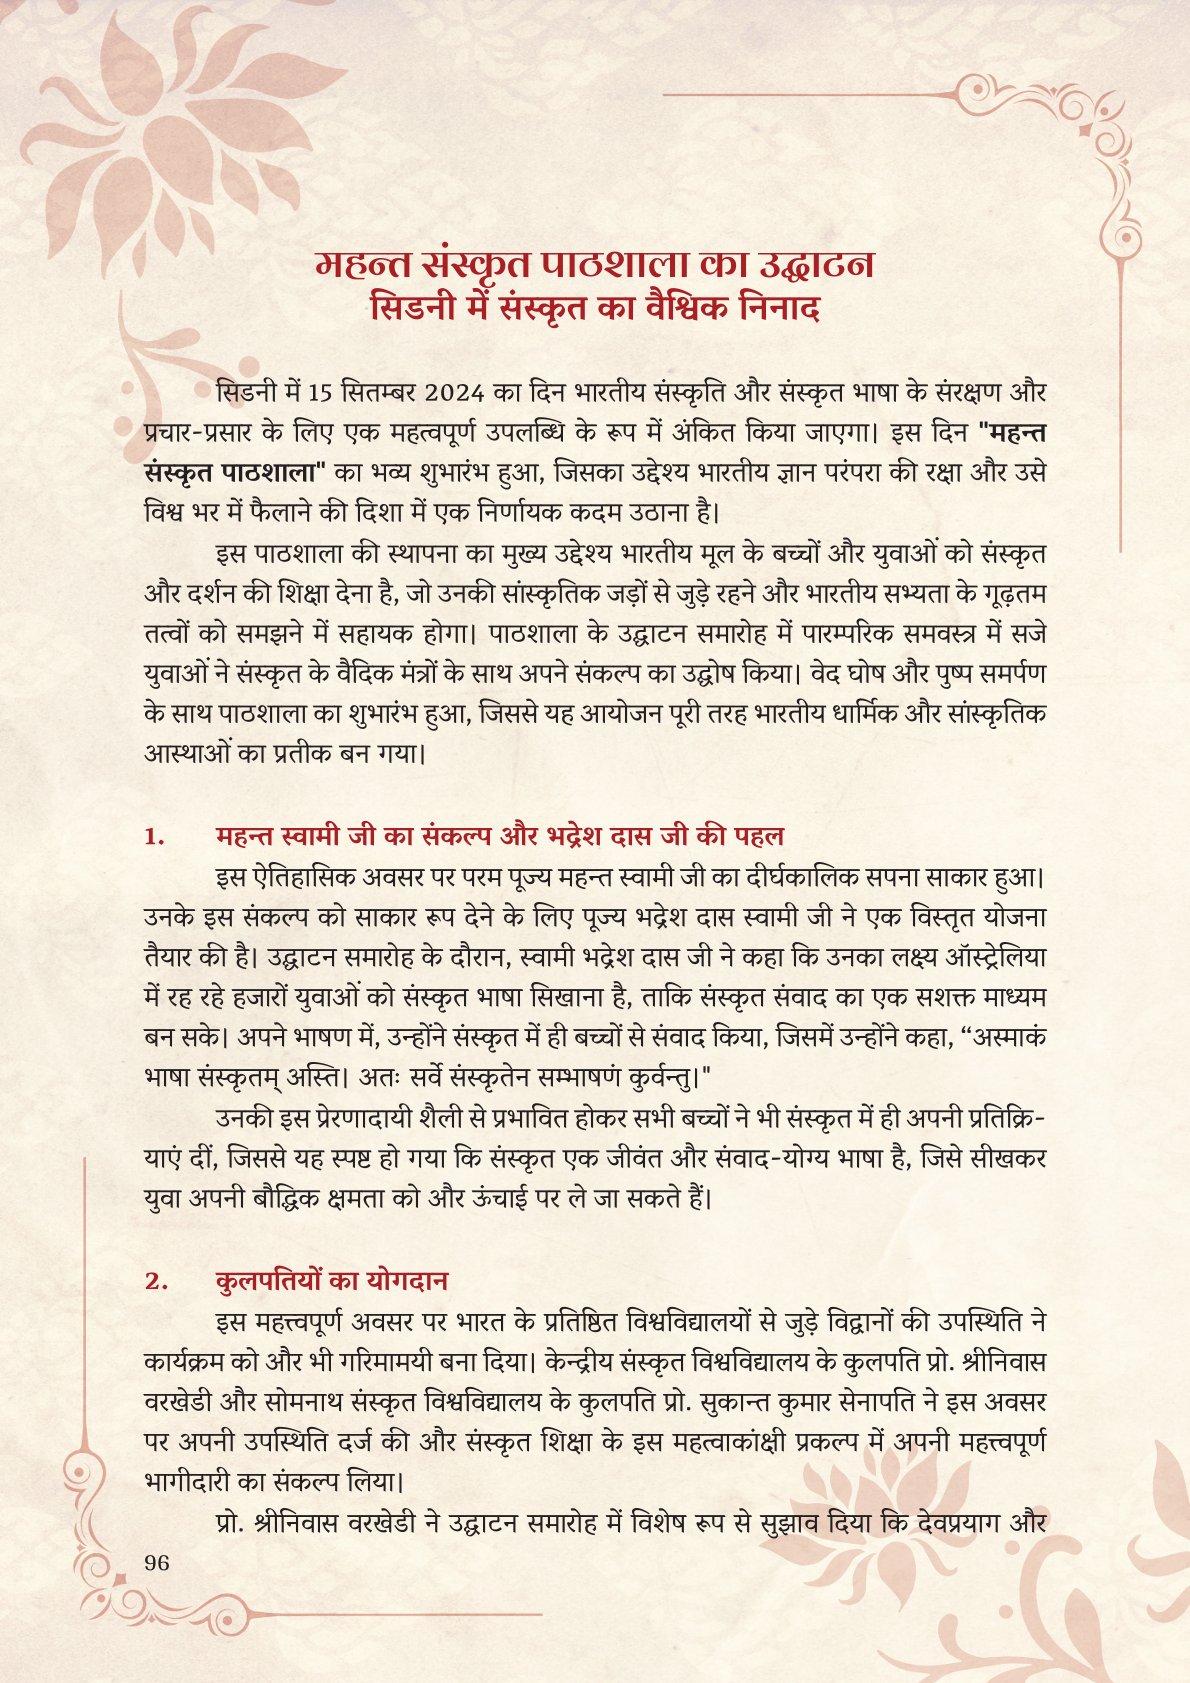 महन्त संस्कृत पाठशाला का उद्घाटन
सिडनी में संस्कृत का वैश्विक निनाद
सिडनी में 15 सितम्बर 2024 का दिन भारतीय संस्कृति और संस्कृत भाषा के संरक्षण और
प्रचार-प्रसार के लिए एक महत्वपूर्ण उपलब्धि के रूप में अंकित किया जाएगा। इस दिन "महन्त
संस्कृत पाठशाला" का भव्य शुभारंभ हुआ, जिसका उद्देश्य भारतीय ज्ञान परंपरा की रक्षा और उसे
विश्व भर में फैलाने की दिशा में एक निर्णायक कदम उठाना है।
इस पाठशाला की स्थापना का मुख्य उद्देश्य भारतीय मूल के बच्चों और युवाओं को संस्कृत
और दर्शन की शिक्षा देना है, जो उनकी सांस्कृतिक जड़ों से जुड़े रहने और भारतीय सभ्यता के गूढ़तम
तत्वों को समझने में सहायक होगा। पाठशाला के उद्घाटन समारोह में पारम्परिक समवस्त्र में सजे
युवाओं ने संस्कृत के वैदिक मंत्रों के साथ अपने संकल्प का उद्घोष किया। वेद घोष और पुष्प समर्पण
के साथ पाठशाला का शुभारंभ हुआ, जिससे यह आयोजन पूरी तरह भारतीय धार्मिक और सांस्कृतिक
आस्थाओं का प्रतीक बन गया।
1. महन्त स्वामी जी का संकल्प और भद्रेश दास जी की पहल
इस ऐतिहासिक अवसर पर परम पूज्य महन्त स्वामी जी का दीर्घकालिक सपना साकार हुआ।
उनके इस संकल्प को साकार रूप देने के लिए पूज्य भद्रेश दास स्वामी जी ने एक विस्तृत योजना
तैयार की है। उद्घाटन समारोह के दौरान, स्वामी भद्रेश दास जी ने कहा कि उनका लक्ष्य ऑस्ट्रेलिया
में रह रहे हजारों युवाओं को संस्कृत भाषा सिखाना है, ताकि संस्कृत संवाद का एक सशक्त माध्यम
बन सके। अपने भाषण में, उन्होंने संस्कृत में ही बच्चों से संवाद किया, जिसमें उन्होंने कहा, “अस्माकं
भाषा संस्कृतम् अस्ति। अतः सर्वे संस्कृतेन सम्भाषणं कुर्वन्तु।"
उनकी इस प्रेरणादायी शैली से प्रभावित होकर सभी बच्चों ने भी संस्कृत में ही अपनी प्रतिक्रि-
याएं दीं, जिससे यह स्पष्ट हो गया कि संस्कृत एक जीवंत और संवाद-योग्य भाषा है, जिसे सीखकर
युवा अपनी बौद्धिक क्षमता को और ऊंचाई पर ले जा सकते हैं।
2. कुलपतियों का योगदान
इस महत्त्वपूर्ण अवसर पर भारत के प्रतिष्ठित विश्वविद्यालयों से जुड़े विद्वानों की उपस्थिति ने
कार्यक्रम को और भी गरिमामयी बना दिया। केन्द्रीय संस्कृत विश्वविद्यालय के कुलपति प्रो. श्रीनिवास
वरखेडी और सोमनाथ संस्कृत विश्वविद्यालय के कुलपति प्रो. सुकान्त कुमार सेनापति ने इस अवसर
पर अपनी उपस्थिति दर्ज की और संस्कृत शिक्षा के इस महत्वाकांक्षी प्रकल्प में अपनी महत्त्वपूर्ण
भागीदारी का संकल्प लिया।
प्रो. श्रीनिवास वरखेडी ने उद्घाटन समारोह में विशेष रूप से सुझाव दिया कि देवप्रयाग और
96